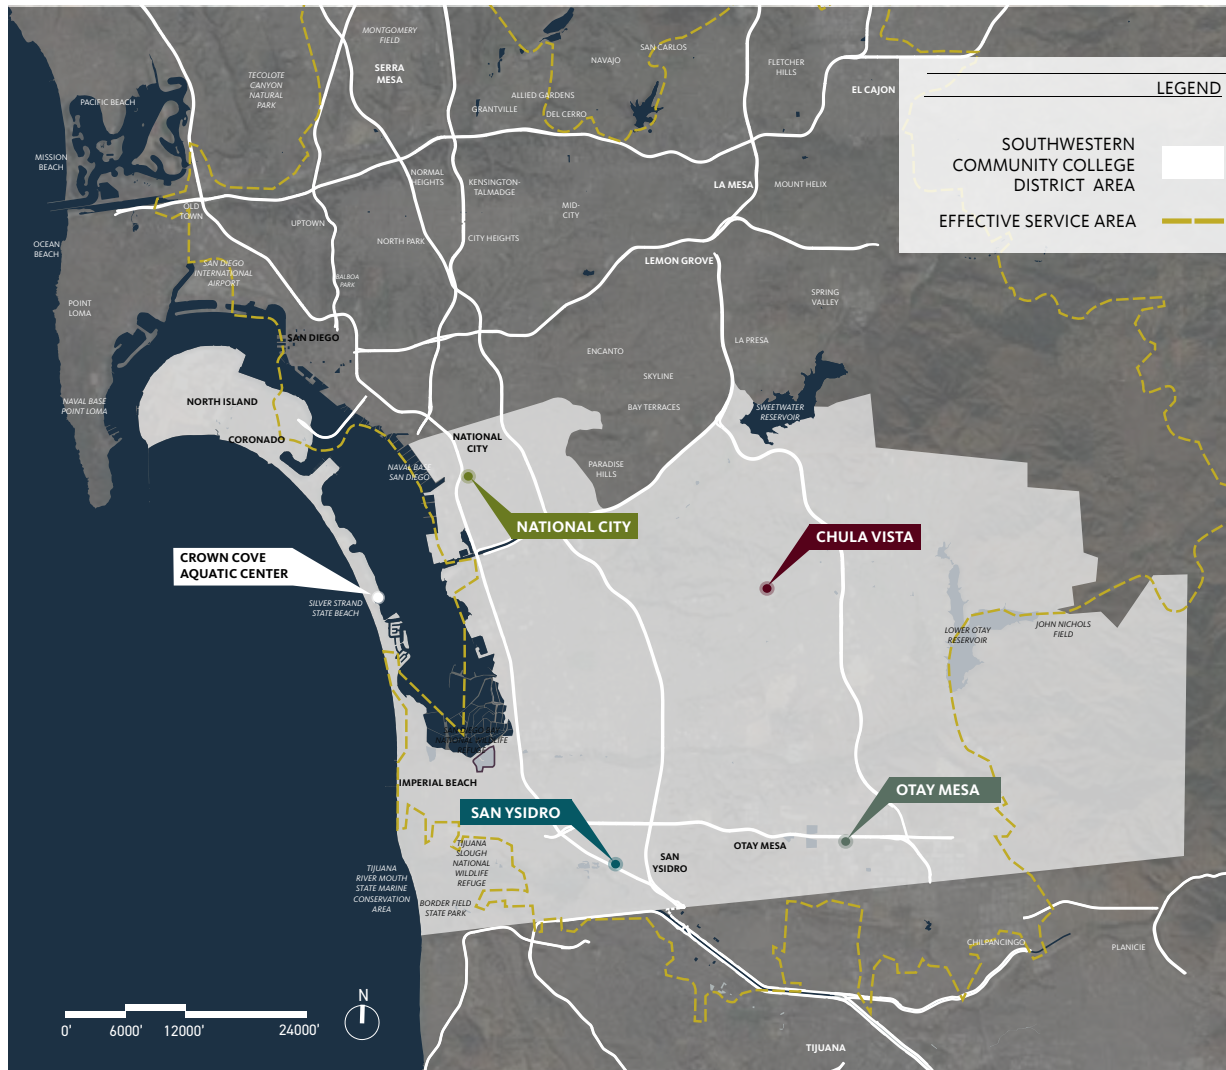 MONTGOMERY
FIELD
SERRA
MESA
TECOLOTE
CANYON
NATURAL
PARK
PACIFIC BEACH
MISSION
BEACH
NAVAJO
SAN CARLOS
ALLIED GARDENS
GRANTVILLE
DEL CERRO
FLETCHER
HILLS
EL CAJON
LEGEND
SOUTHWESTERN
COMMUNITY COLLEGE
DISTRICT AREA
EFFECTIVE SERVICE AREA
NORMAL
HEIGHTS
KENSINGTON-
TALMADGE
LA MESA
MOUNT HELIX
OLD
TOWN
UPTOWN
MID-
CITY
NORTH PARK
CITY HEIGHTS
OCEAN
BEACH
SAN DIEGO
INTERNATIONAL
AIRPORT
BALBOA
PARK
LEMON GROVE
SPRING
VALLEY
POINT
LOMA
SAN DIEGO
ENCANTO
LA PRESA
SKYLINE
BAY TERRACES
SWEETWATER
RESERVOIR
NAVAL BASE
POINT LOMA
NORTH ISLAND
CORONADO
NATIONAL
CITY
NAVAL BASE
SAN DIEGO
PARADISE
HILLS
NATIONAL CITY
CHULA VISTA
CROWN COVE
AQUATIC CENTER
SILVER STRAND
STATE BEACH
LOWER OTAY
RESERVOIR
JOHN NICHOLS
FIELD
SAN DIEGO BAY
NATIONAL WILDLIFE
REFUGE
IMPERIAL BEACH
SAN YSIDRO
OTAY MESA
TIJUANA
SLOUGH
NATIONAL
WILDLIFE
REFUGE
OTAY MESA
SAN
YSIDRO
TIJUANA
RIVER MOUTH
STATE MARINE
CONSERVATION
AREA
BORDER FIELD
STATE PARK
CHILPANCINGO
PLANICIE
N
0' 6000' 12000' 24000'
TIJUANA